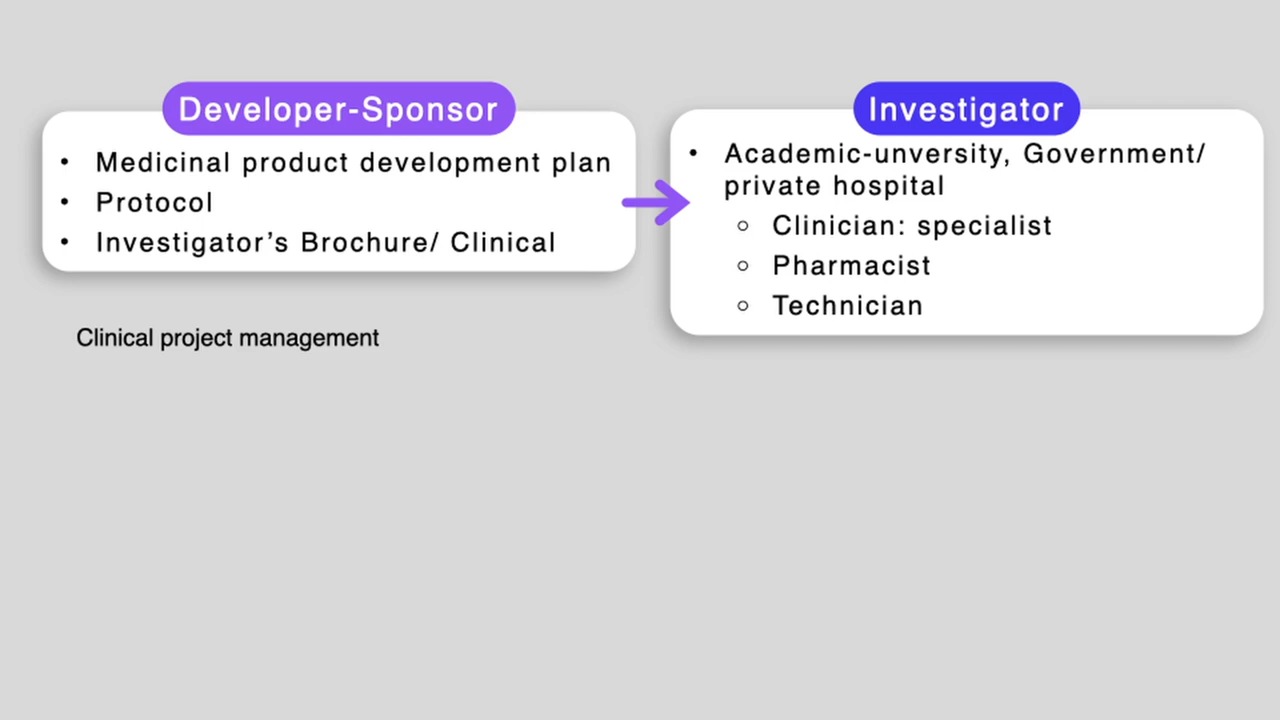 Developer-Sponsor
• Medicinal product development plan
• Protocol
• Investigator’s Brochure/ Clinical
Clinical project management
Investigator
• Academic-unversity, Government/
private hospital
○ Clinician: specialist
○ Pharmacist
○ Technician